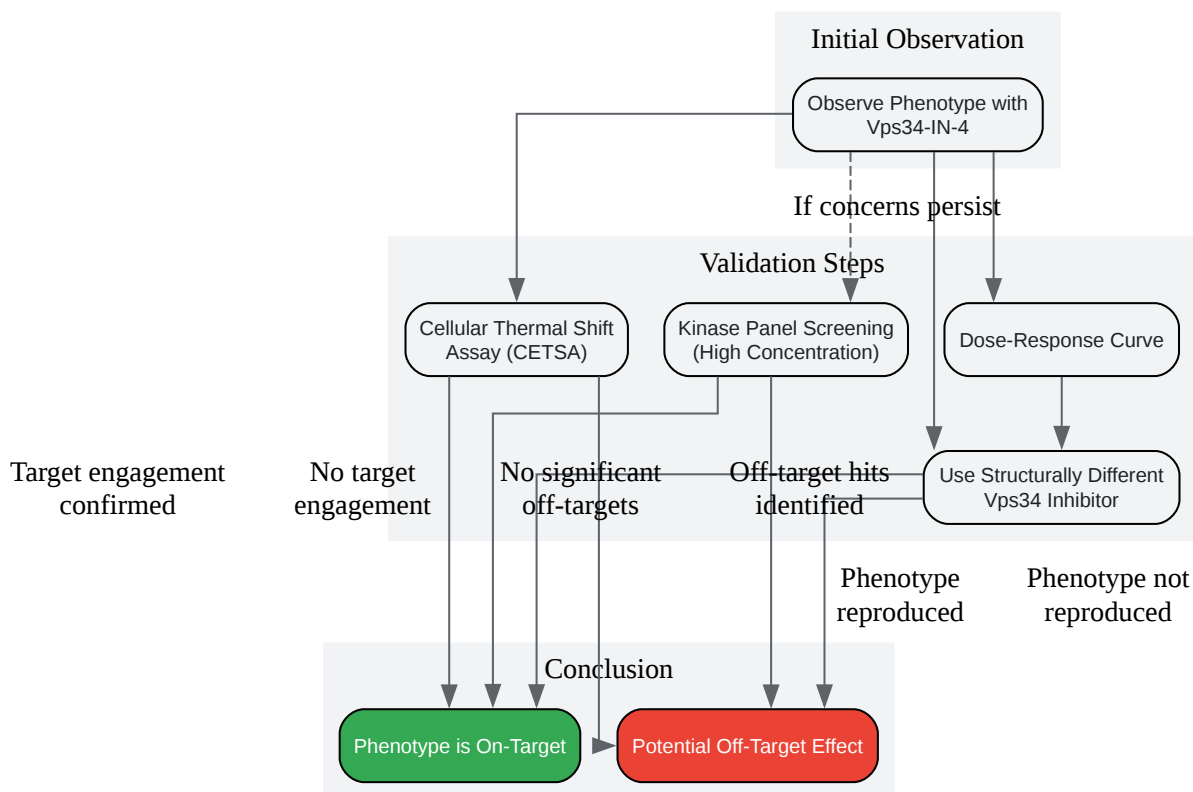 Initial Observation
Observe Phenotype with
Vps34-IN-4
If concerns persist
Validation Steps
Cellular Thermal Shift
Assay (CETSA)
Kinase Panel Screening
(High Concentration)
Dose-Response Curve
Target engagement
confirmed
No target
engagement
No significant
off-targets
Off-target hits
identified
Use Structurally Different
Vps34 Inhibitor
Phenotype
reproduced
Phenotype not
reproduced
Conclusion
Phenotype is On-Target
Potential Off-Target Effect